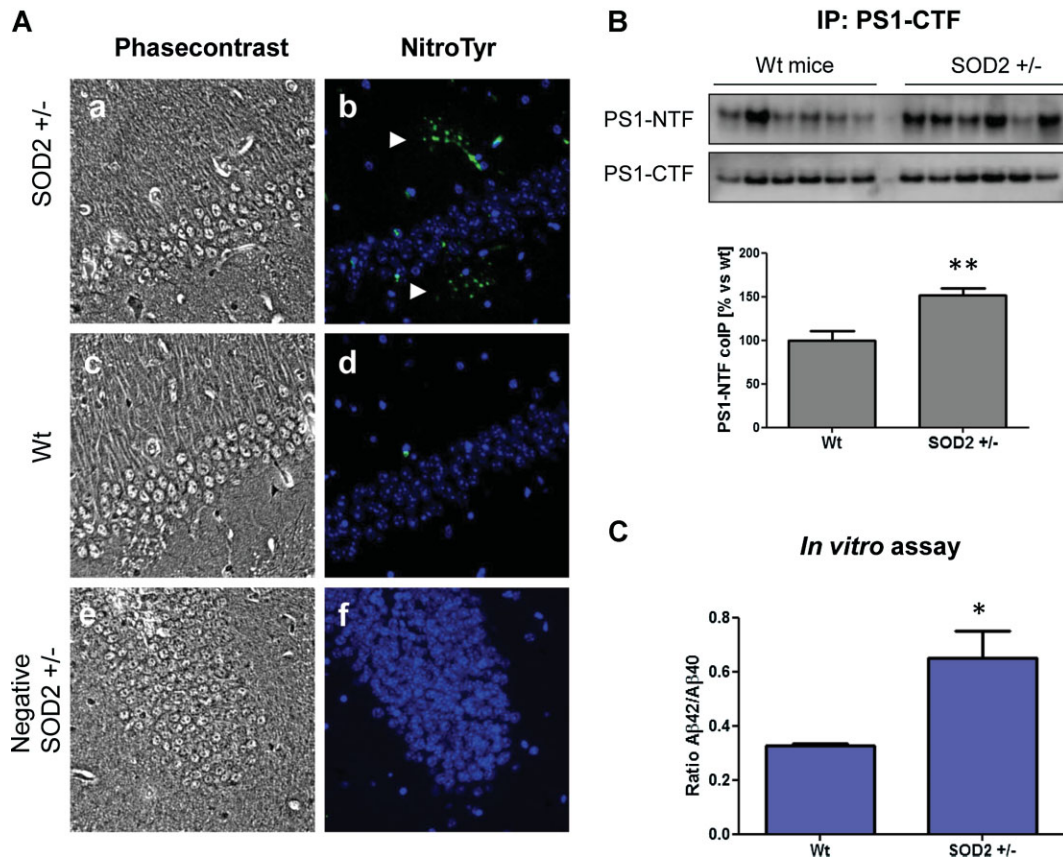 A
Phasecontrast
NitroTyr
SOD2 +/-
a
b
Wt
c
d
Negative
SOD2 +/-
e
f
B
IP: PS1-CTF
Wt mice
SOD2 +/-
PS1-NTF
PS1-CTF
PS1-NTF coIP [% vs wt]
200
150
100
50
0
**
Wt
SOD2 +/-
C
In vitro assay
Ratio Aβ42/Aβ40
0.8
0.6
0.4
0.2
0.0
*
Wt
SOD2 +/-